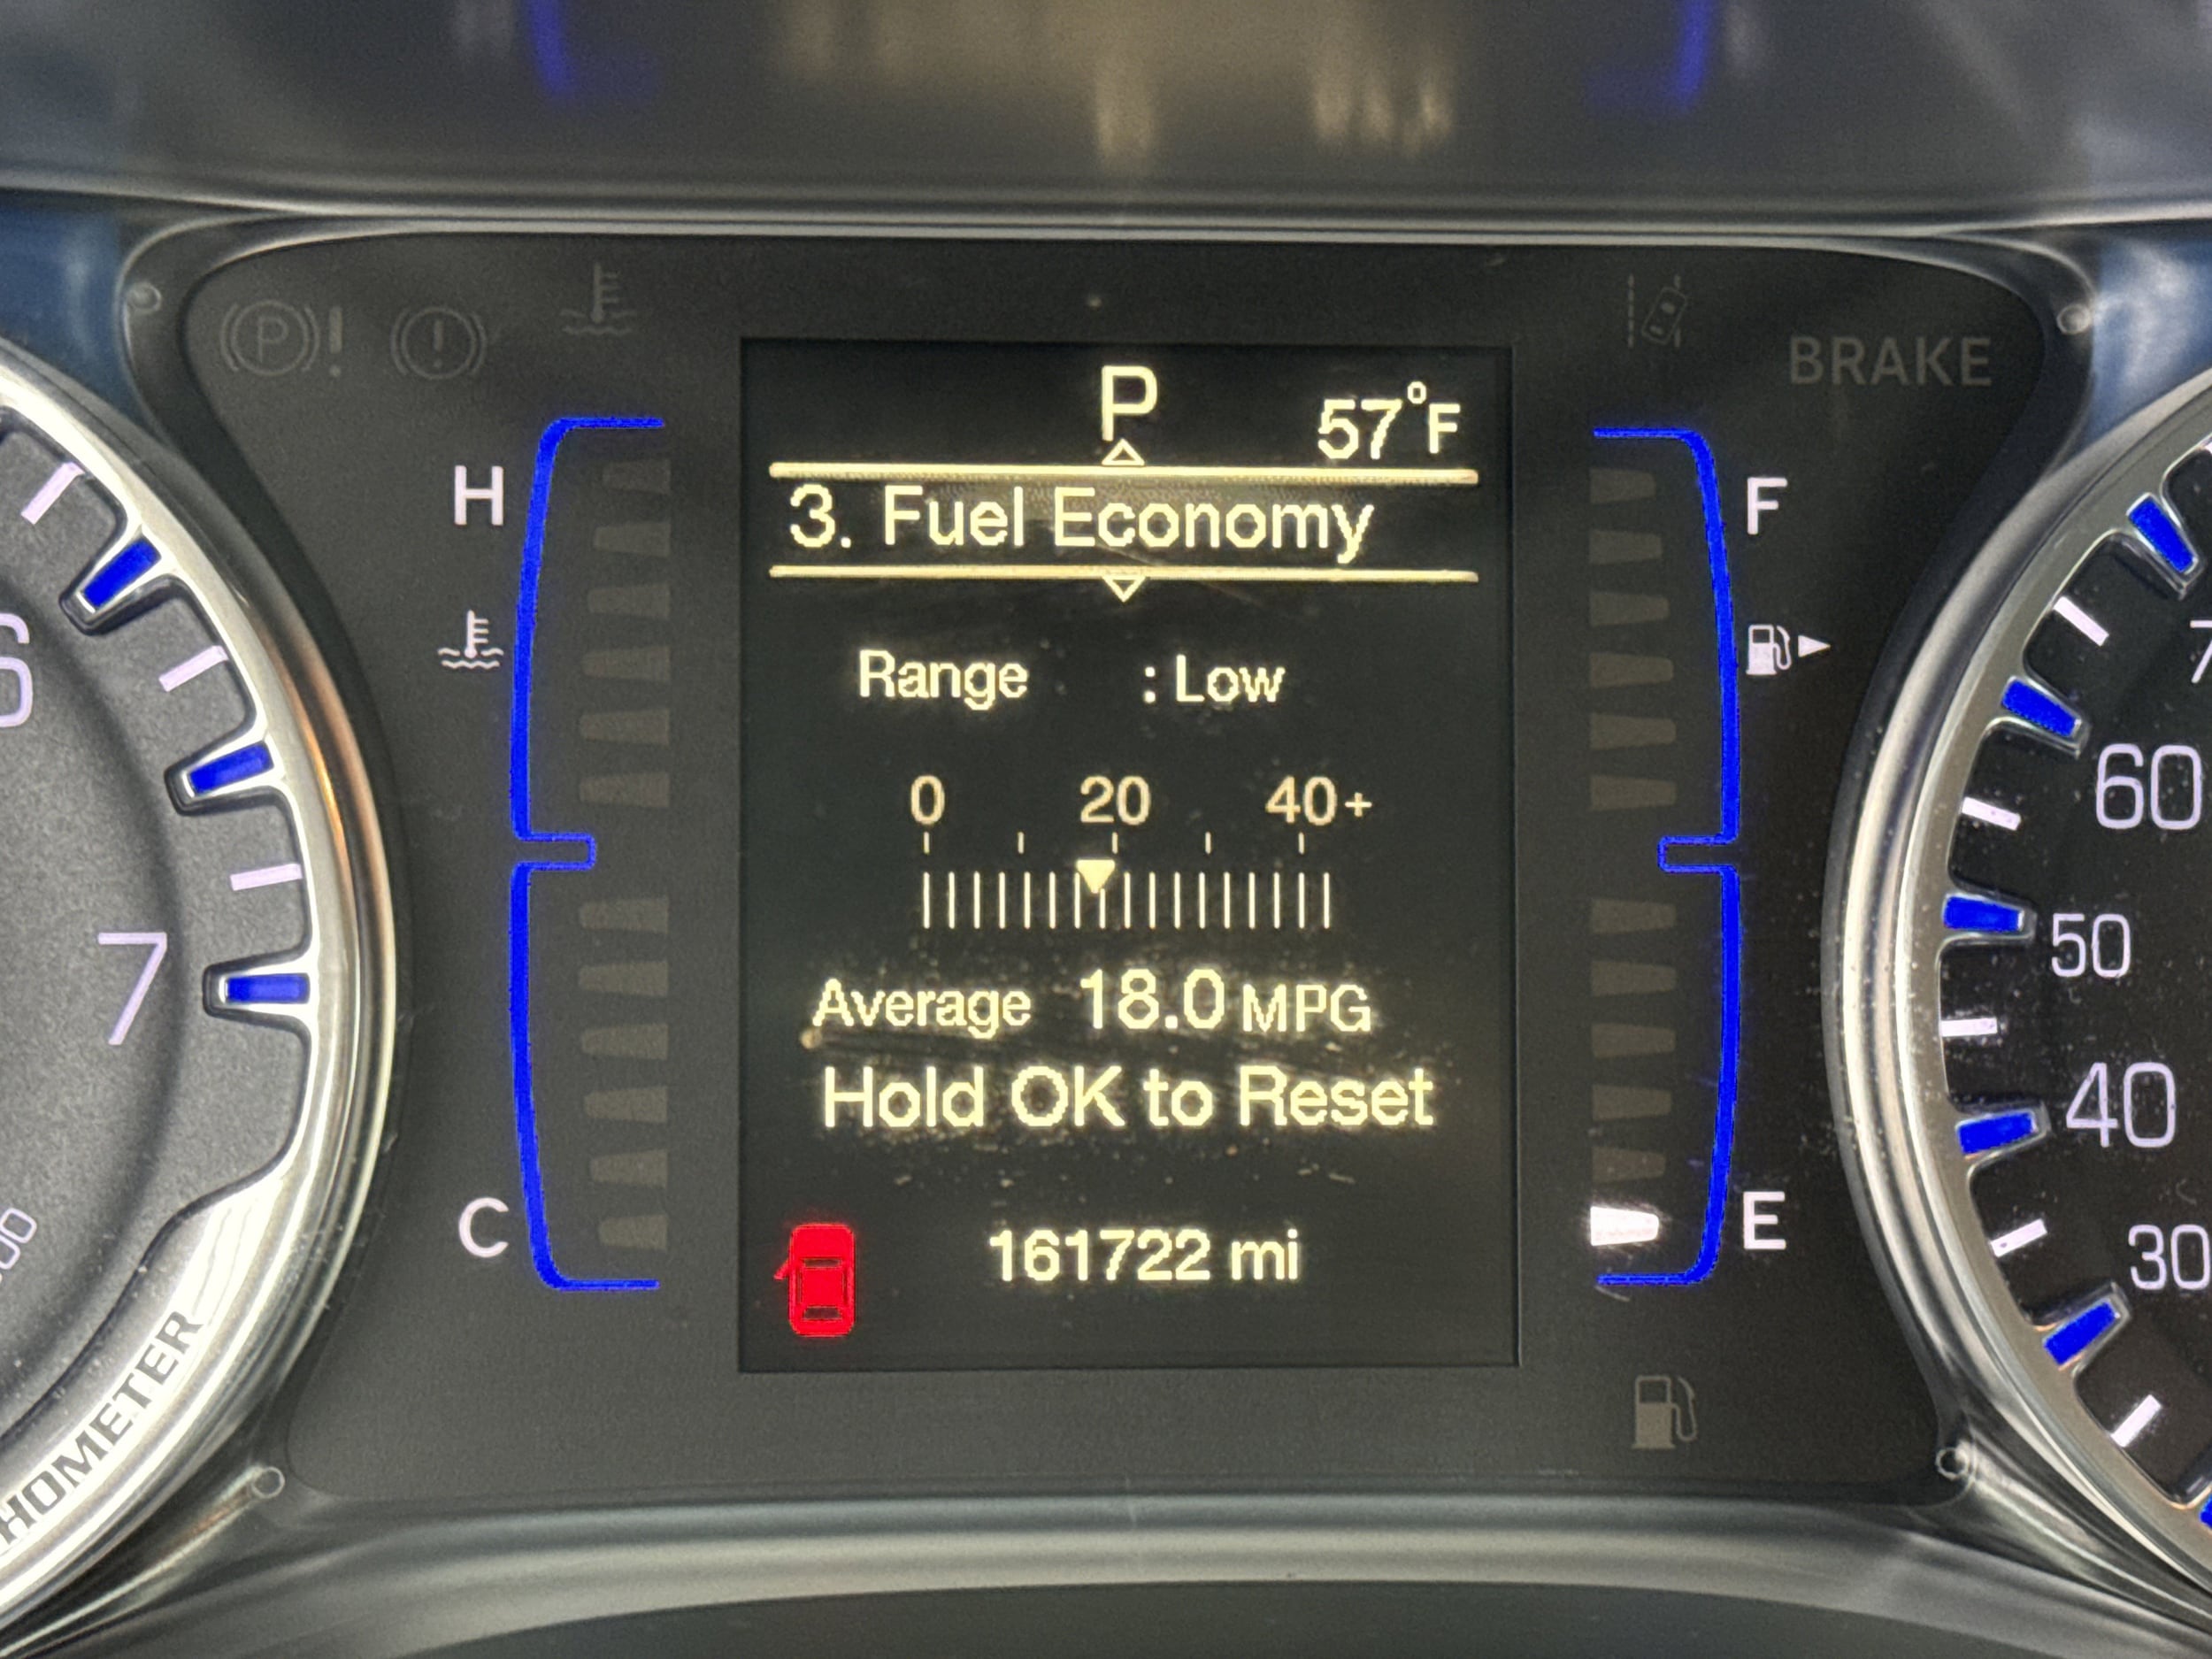 BRAKE
P 57°F
H
3. Fuel Economy
F
Range : Low
0 20 40+
Average 18.0 MPG
Hold OK to Reset
C
161722 mi
E
6
7
HOMETER
60
50
40
30